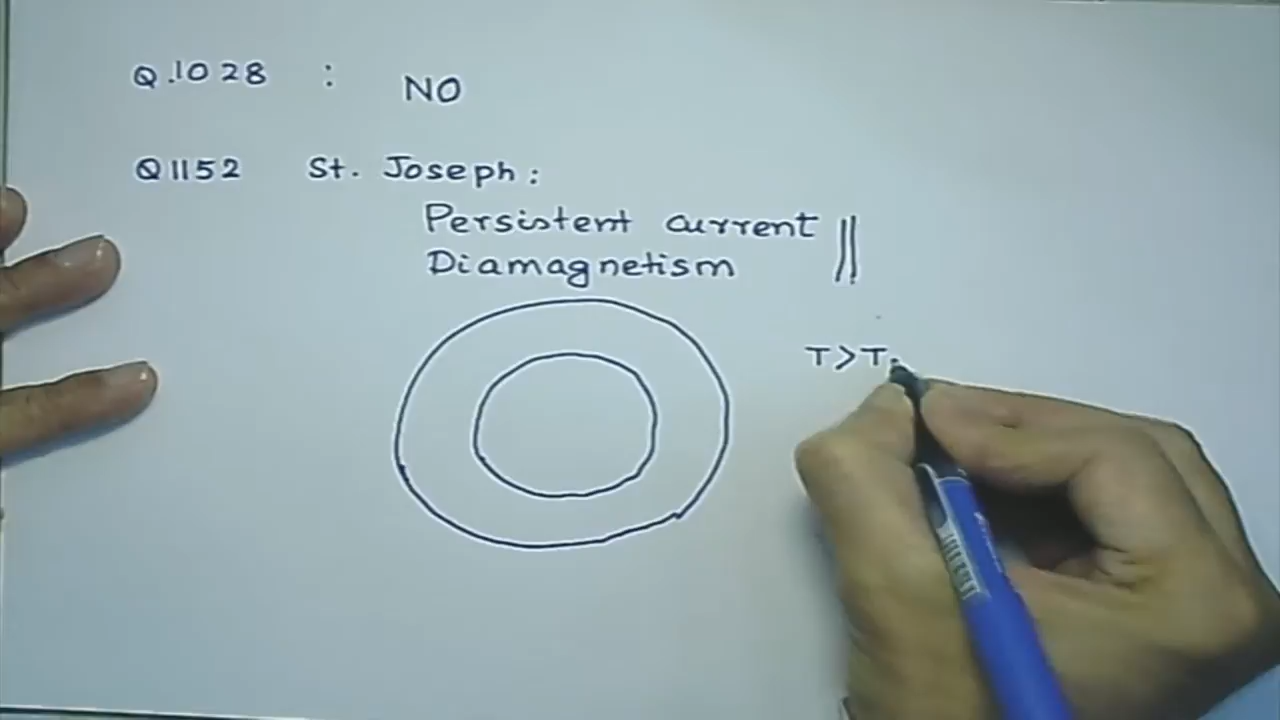 Q.1028 : NO
Q1152 St. Joseph:
Persistent current
Diamagnetism
T>T